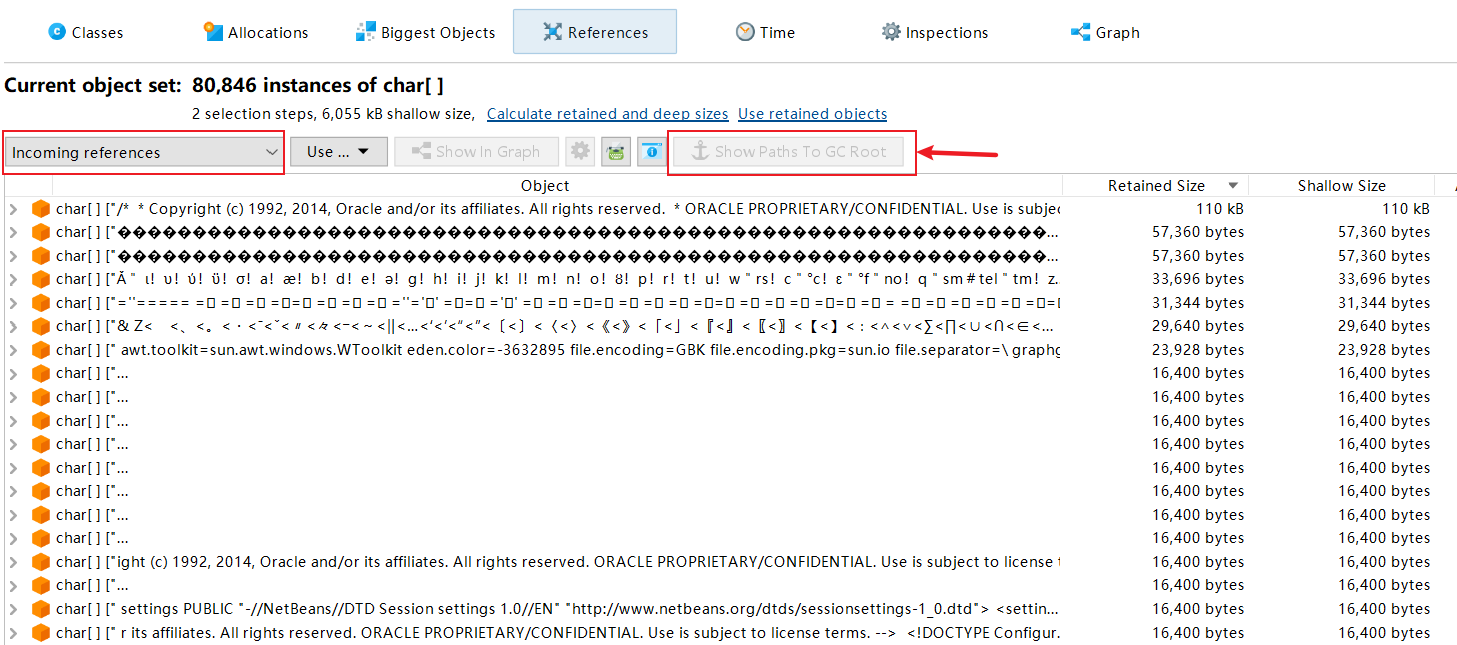 Classes Allocations Biggest Objects References Time Inspections Graph
Current object set: 80,846 instances of char[ ]
2 selection steps, 6,055 kB shallow size, Calculate retained and deep sizes Use retained objects
Incoming references Use ... Show In Graph Show Paths To GC Root
Object Retained Size Shallow Size
char[ ] ["/* * Copyright (c) 1992, 2014, Oracle and/or its affiliates. All rights reserved. * ORACLE PROPRIETARY/CONFIDENTIAL. Use is subjec 110 kB 110 kB
char[ ] ["��������������������������������������������������������������... 57,360 bytes 57,360 bytes
char[ ] ["��������������������������������������������������������������... 57,360 bytes 57,360 bytes
char[ ] [" 33,696 bytes 33,696 bytes
char[ ] [" 31,344 bytes 31,344 bytes
char[ ] ["& Z< 29,640 bytes 29,640 bytes
char[ ] [" awt.toolkit=sun.awt.windows.WToolkit eden.color=-3632895 file.encoding=GBK file.encoding.pkg=sun.io file.separator=\ graphg 23,928 bytes 23,928 bytes
char[ ] ["... 16,400 bytes 16,400 bytes
char[ ] ["... 16,400 bytes 16,400 bytes
char[ ] ["... 16,400 bytes 16,400 bytes
char[ ] ["... 16,400 bytes 16,400 bytes
char[ ] ["... 16,400 bytes 16,400 bytes
char[ ] ["... 16,400 bytes 16,400 bytes
char[ ] ["... 16,400 bytes 16,400 bytes
char[ ] ["... 16,400 bytes 16,400 bytes
char[ ] ["ight (c) 1992, 2014, Oracle and/or its affiliates. All rights reserved. ORACLE PROPRIETARY/CONFIDENTIAL. Use is subject to license t 16,400 bytes 16,400 bytes
char[ ] ["... 16,400 bytes 16,400 bytes
char[ ] [" settings PUBLIC "-//NetBeans//DTD Session settings 1.0//EN" "http://www.netbeans.org/dtds/sessionsettings-1_0.dtd"> <settin... 16,400 bytes 16,400 bytes
char[ ] [" r its affiliates. All rights reserved. ORACLE PROPRIETARY/CONFIDENTIAL. Use is subject to license terms. --> <!DOCTYPE Configur... 16,400 bytes 16,400 bytes